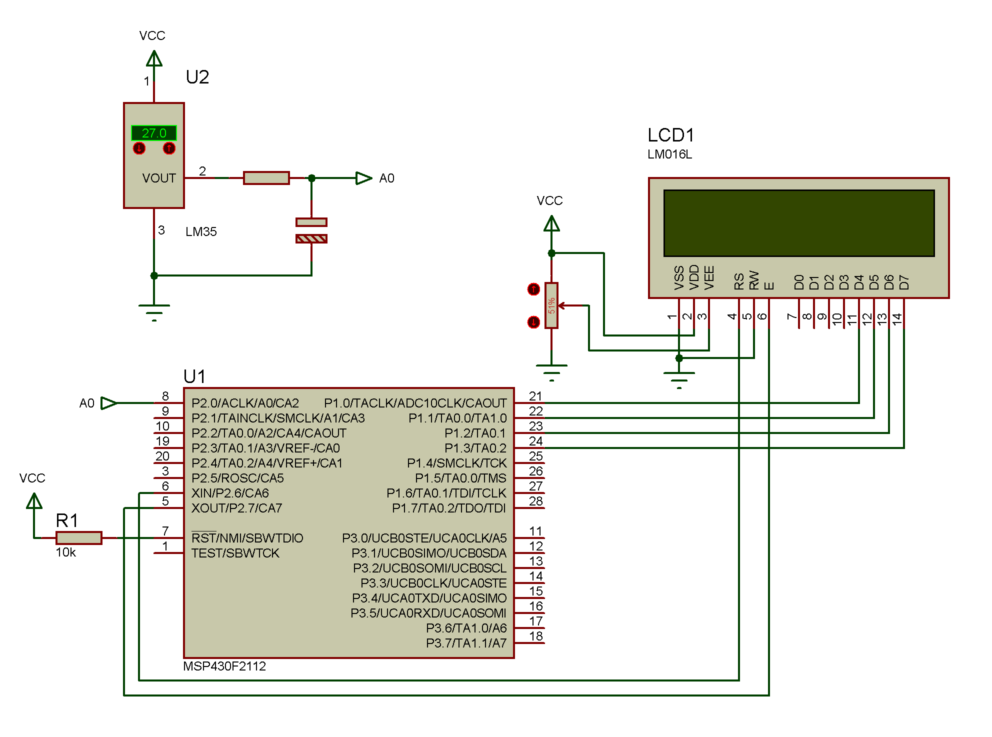 VCC
1
U2
27.0
VOUT
2
A0
3
LM35
LCD1
LM016L
VCC
51%
VSS
VDD
VEE
RS
RW
E
D0
D1
D2
D3
D4
D5
D6
D7
1
2
3
4
5
6
7
8
9
10
11
12
13
14
U1
A0
8 P2.0/ACLK/A0/CA2 P1.0/TACLK/ADC10CLK/CAOUT 21
9 P2.1/TAINCLK/SMCLK/A1/CA3 P1.1/TA0.0/TA1.0 22
10 P2.2/TA0.0/A2/CA4/CAOUT P1.2/TA0.1 23
19 P2.3/TA0.1/A3/VREF-/CA0 P1.3/TA0.2 24
20 P2.4/TA0.2/A4/VREF+/CA1 P1.4/SMCLK/TCK 25
3 P2.5/ROSC/CA5 P1.5/TA0.0/TMS 26
6 XIN/P2.6/CA6 P1.6/TA0.1/TDI/TCLK 27
5 XOUT/P2.7/CA7 P1.7/TA0.2/TDO/TDI 28
VCC
R1
10k
7 RST/NMI/SBWTDIO P3.0/UCB0STE/UCA0CLK/A5 11
1 TEST/SBWTCK P3.1/UCB0SIMO/UCB0SDA 12
P3.2/UCB0SOMI/UCB0SCL 13
P3.3/UCB0CLK/UCA0STE 14
P3.4/UCA0TXD/UCA0SIMO 15
P3.5/UCA0RXD/UCA0SOMI 16
P3.6/TA1.0/A6 17
P3.7/TA1.1/A7 18
MSP430F2112